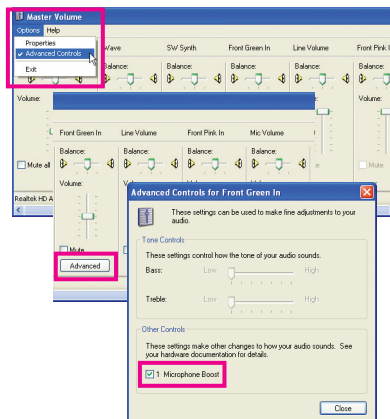 Master Volume
Options Help
Properties
Advanced Controls
Exit
Wave SW Synth Front Green In Line Volume Front Pink I
Balance: Balance: Balance: Balance: Balance:
Volume: Volume:
Mute all Mute
Realtek HD A
Front Green In Line Volume Front Pink In Mic Volume
Balance: Balance: Balance: Balance:
Volume:
Mute
Advanced
Advanced Controls for Front Green In
These settings can be used to make fine adjustments to your
audio.
Tone Controls
These settings control how the tone of your audio sounds.
Bass: Low High
Treble: Low High
Other Controls
These settings make other changes to how your audio sounds. See
your hardware documentation for details.
1 Microphone Boost
Close